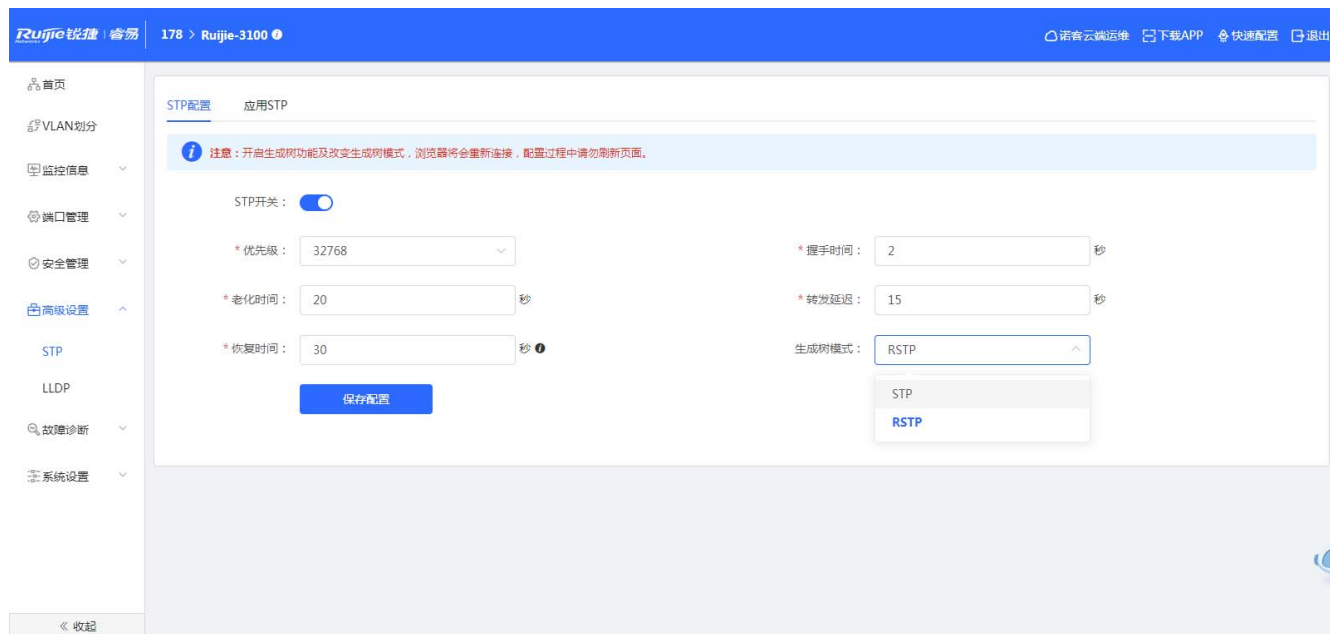 Ruijie锐捷 睿易 178 > Ruijie-3100
诺客云端运维 下载APP 快速配置 退出
首页
VLAN划分
监控信息
端口管理
安全管理
高级设置
STP
LLDP
故障诊断
系统设置
收起
STP配置 应用STP
注意：开启生成树功能及改变生成树模式，浏览器将会重新连接，配置过程中请勿刷新页面。
STP开关：
* 优先级： 32768
* 握手时间： 2 秒
* 老化时间： 20 秒
* 转发延迟： 15 秒
* 恢复时间： 30 秒
生成树模式： RSTP
STP
RSTP
保存配置